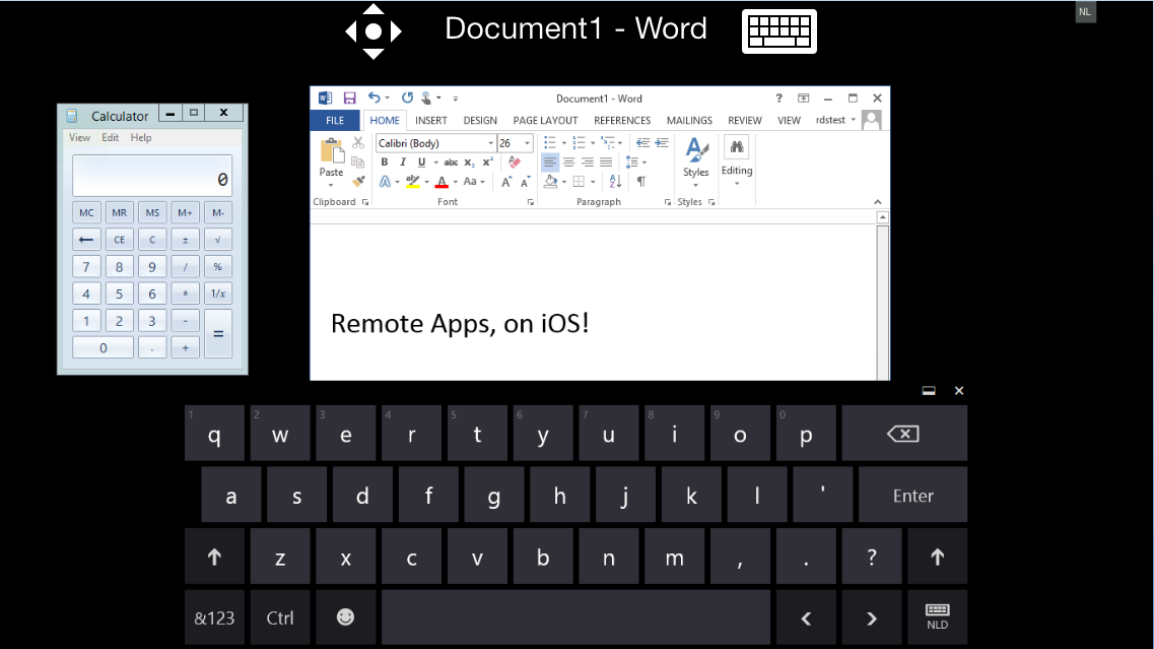 Document1 - Word
NL
Calculator
View Edit Help
0
MC MR MS M+ M-
← CE C ± √
7 8 9 / %
4 5 6 * 1/x
1 2 3 - =
0 . +
Document1 - Word ?
FILE HOME INSERT DESIGN PAGE LAYOUT REFERENCES MAILINGS REVIEW VIEW rdstest
Calibri (Body) 26
B I U abc x₂ x²
A aby A Aa A A
Paste
Styles
Editing
Clipboard Font Paragraph Styles
Remote Apps, on iOS!
1 2 3 4 5 6 7 8 9 0
q w e r t y u i o p
a s d f g h j k l ' Enter
z x c v b n m , . ?
&123 Ctrl < > NLD